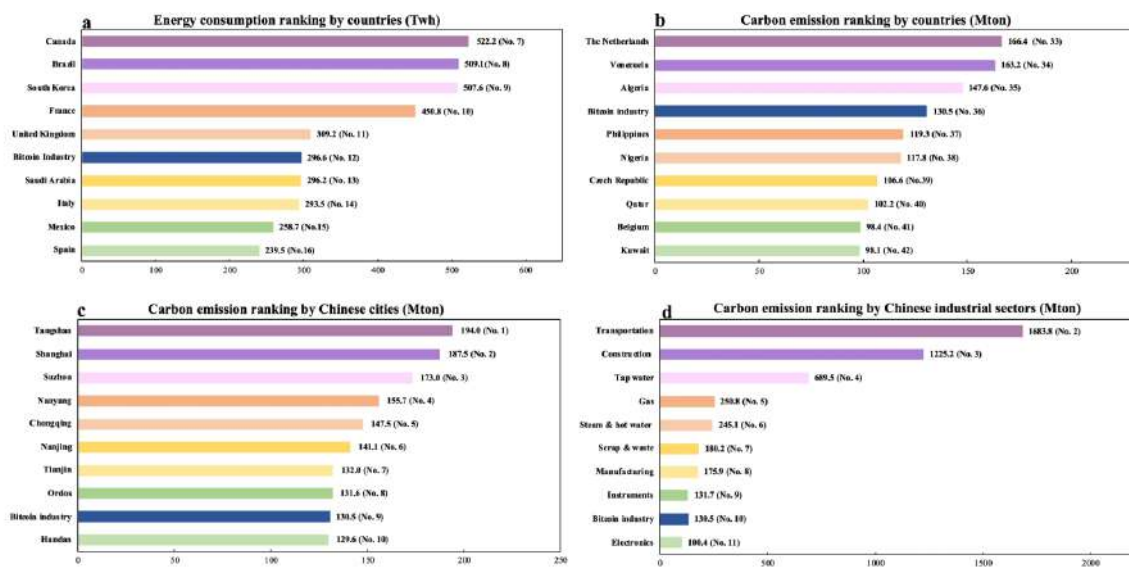 a Energy consumption ranking by countries (Twh)
Canada 522.2 (No. 7)
Brazil 509.1 (No. 8)
South Korea 507.6 (No. 9)
France 450.8 (No. 10)
United Kingdom 309.2 (No. 11)
Bitcoin Industry 296.6 (No. 12)
Saudi Arabia 296.2 (No. 13)
Italy 293.5 (No. 14)
Mexico 258.7 (No.15)
Spain 239.5 (No.16)
0 100 200 300 400 500 600
b Carbon emission ranking by countries (Mton)
The Netherlands 166.4 (No. 33)
Venezuela 163.2 (No. 34)
Algeria 147.6 (No. 35)
Bitcoin industry 130.5 (No. 36)
Philippines 119.3 (No. 37)
Nigeria 117.8 (No. 38)
Czech Republic 106.6 (No.39)
Qatar 102.2 (No. 40)
Belgium 98.4 (No. 41)
Kuwait 98.1 (No. 42)
0 50 100 150 200
c Carbon emission ranking by Chinese cities (Mton)
Tangshan 194.0 (No. 1)
Shanghai 187.5 (No. 2)
Suzhou 173.0 (No. 3)
Nanyang 155.7 (No. 4)
Chongqing 147.5 (No. 5)
Nanjing 141.1 (No. 6)
Tianjin 132.0 (No. 7)
Ordos 131.6 (No. 8)
Bitcoin industry 130.5 (No. 9)
Handan 129.6 (No. 10)
0 50 100 150 200 250
d Carbon emission ranking by Chinese industrial sectors (Mton)
Transportation 1683.8 (No. 2)
Construction 1225.2 (No. 3)
Tap water 689.5 (No. 4)
Gas 250.8 (No. 5)
Steam & hot water 245.1 (No. 6)
Scrap & waste 180.2 (No. 7)
Manufacturing 175.9 (No. 8)
Instruments 131.7 (No. 9)
Bitcoin industry 130.5 (No. 10)
Electronics 100.4 (No. 11)
0 500 1000 1500 2000